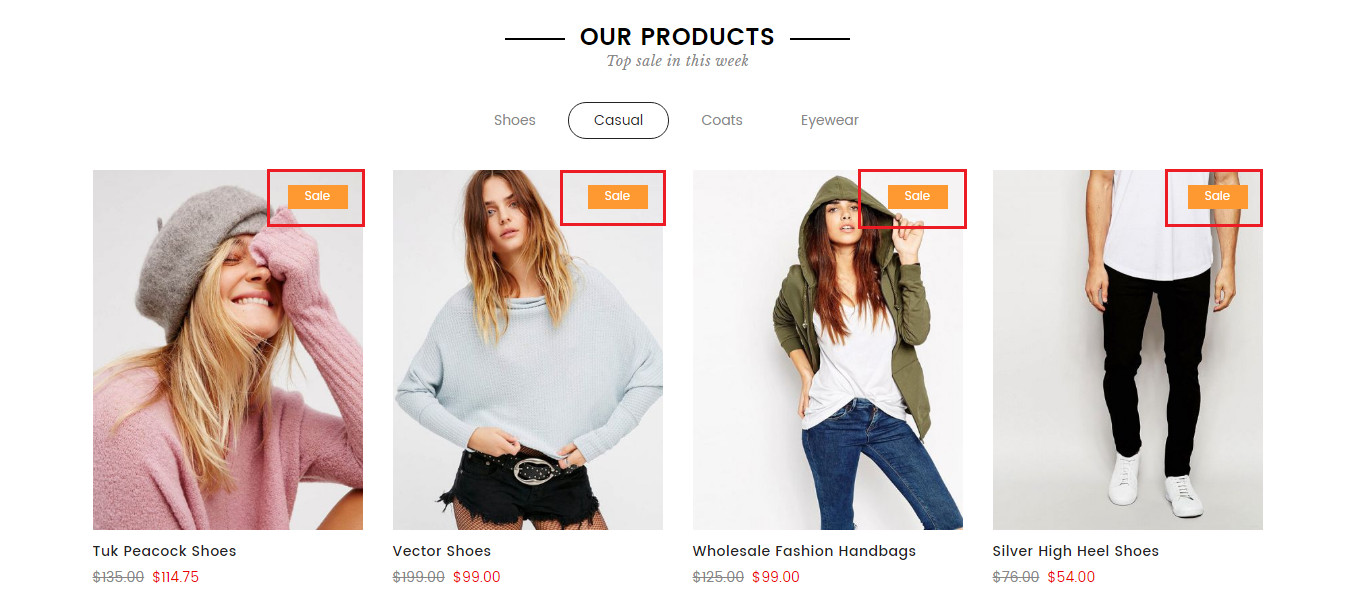 OUR PRODUCTS
Top sale in this week
Shoes Casual Coats Eyewear
Sale Sale Sale Sale
Tuk Peacock Shoes Vector Shoes Wholesale Fashion Handbags Silver High Heel Shoes
$135.00 $114.75 $199.00 $99.00 $125.00 $99.00 $76.00 $54.00